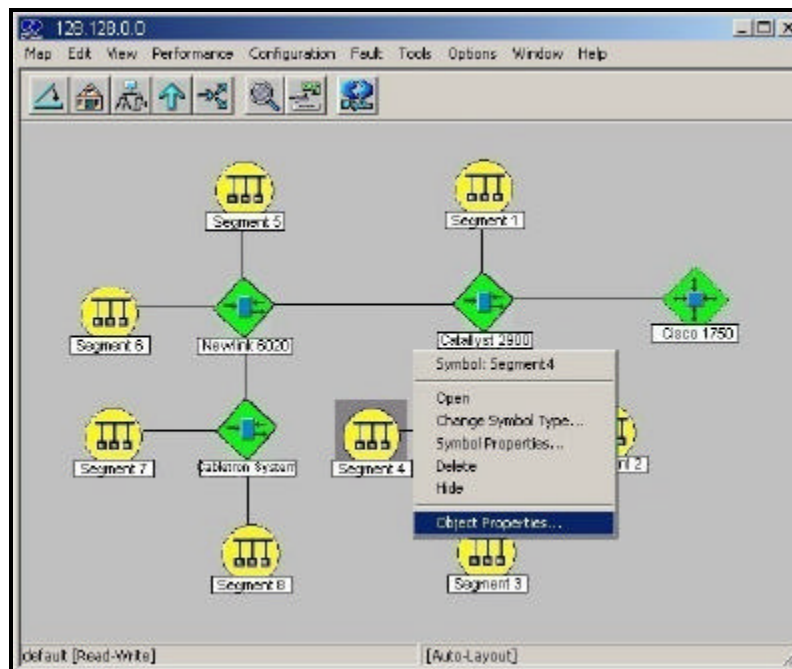 128.128.0.0
Map Edit View Performance Configuration Fault Tools Options Window Help
Segment 5
Segment 1
Segment 6
Newlink 6020
Catalyst 2900
Cisco 1750
Symbol: Segment4
Open
Change Symbol Type...
Symbol Properties...
Delete
Hide
Object Properties...
Segment 7
Cabletron System
Segment 4
nt 2
Segment 8
Segment 3
default [Read-Write]
[Auto-Layout]